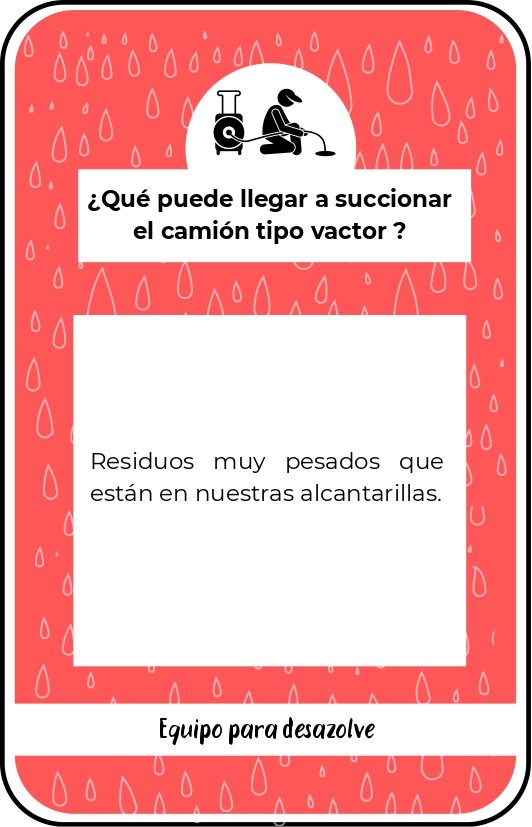 ¿Qué puede llegar a succionar
el camión tipo vactor ?
Residuos muy pesados que
están en nuestras alcantarillas.
Equipo para desazolve